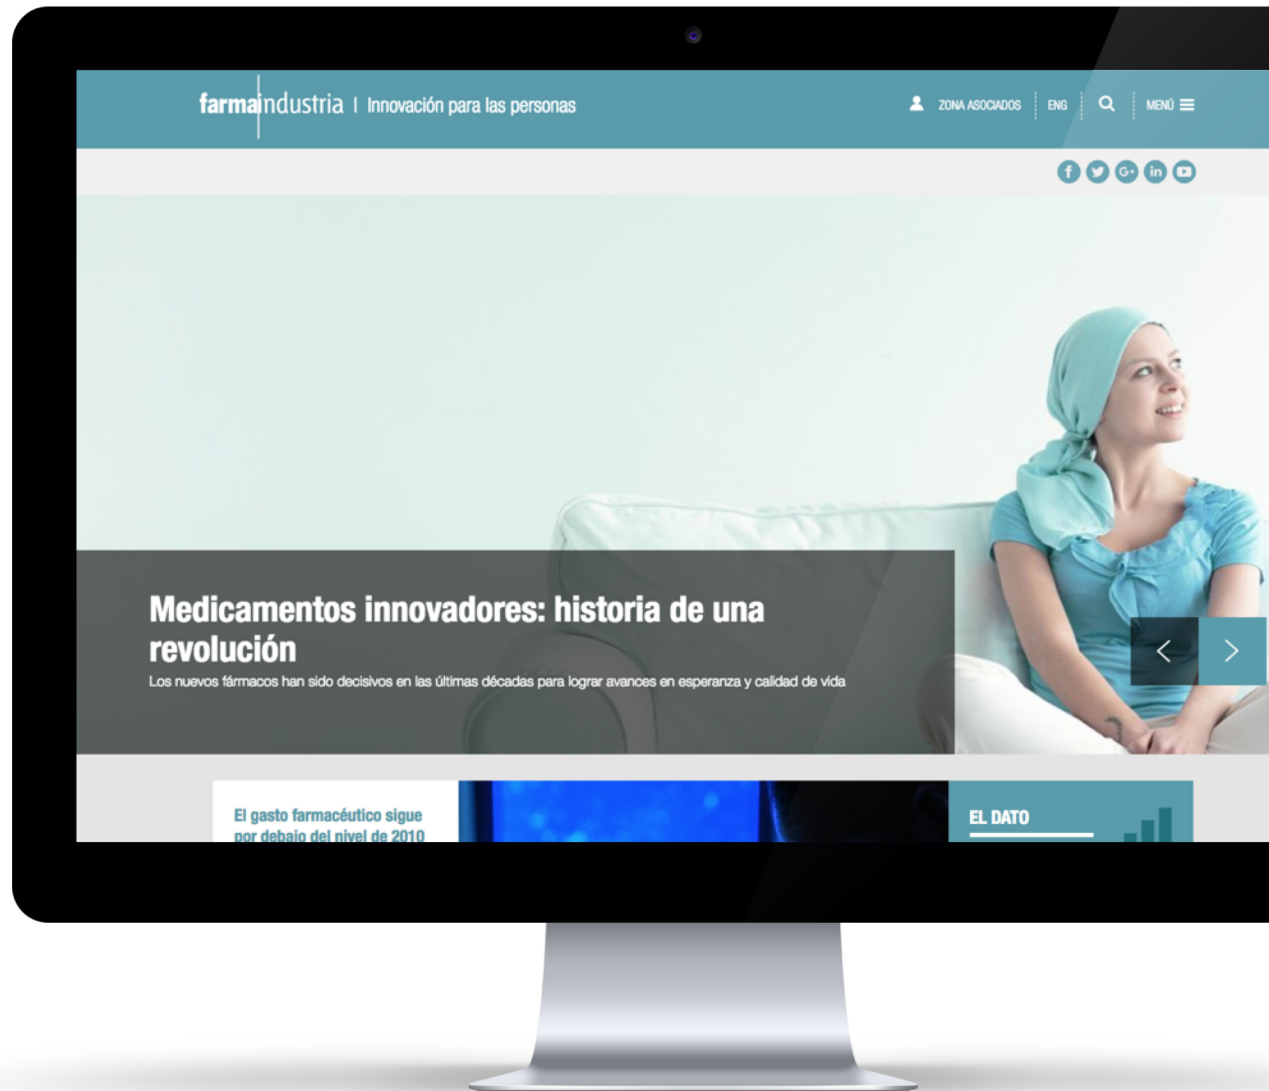 farmaindustria | Innovación para las personas
ZONA ASOCIADOS
ENG
MENÚ
Medicamentos innovadores: historia de una
revolución
Los nuevos fármacos han sido decisivos en las últimas décadas para lograr avances en esperanza y calidad de vida
El gasto farmacéutico sigue
por debajo del nivel de 2010
EL DATO